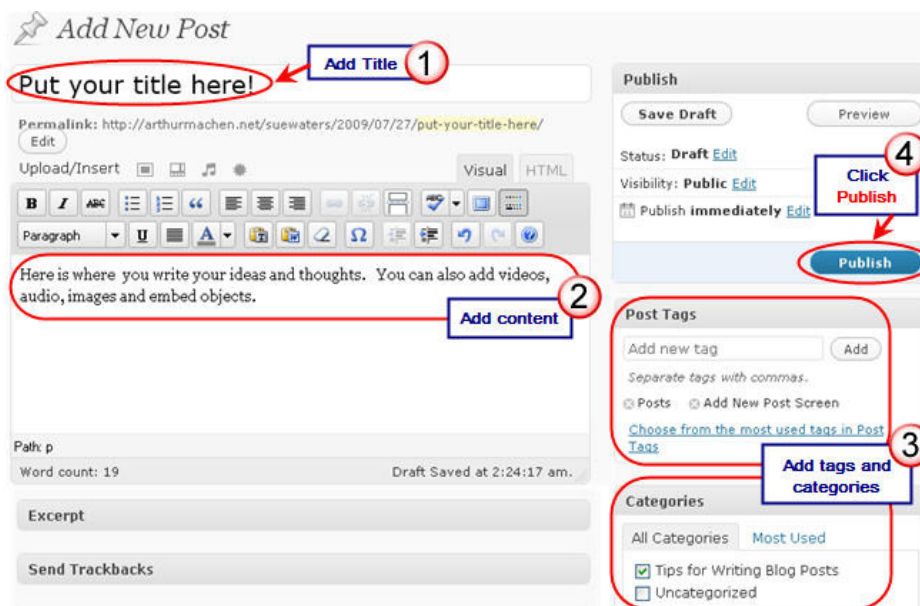 Add New Post
Put your title here!
Add Title
1
Permalink: http://arthurmachen.net/suewaters/2009/07/27/put-your-title-here/
Edit
Upload/Insert
Visual
HTML
B I ABC
ABC
Paragraph
U
A
Ω
Here is where you write your ideas and thoughts. You can also add videos,
audio, images and embed objects.
2
Add content
Path: p
Word count: 19
Draft Saved at 2:24:17 am.
Excerpt
Send Trackbacks
Publish
Save Draft
Preview
Status: Draft Edit
Visibility: Public Edit
Publish immediately Edit
4
Click
Publish
Publish
Post Tags
Add new tag
Add
Separate tags with commas.
Posts
Add New Post Screen
Choose from the most used tags in Post
Tags
3
Add tags and
categories
Categories
All Categories
Most Used
Tips for Writing Blog Posts
Uncategorized